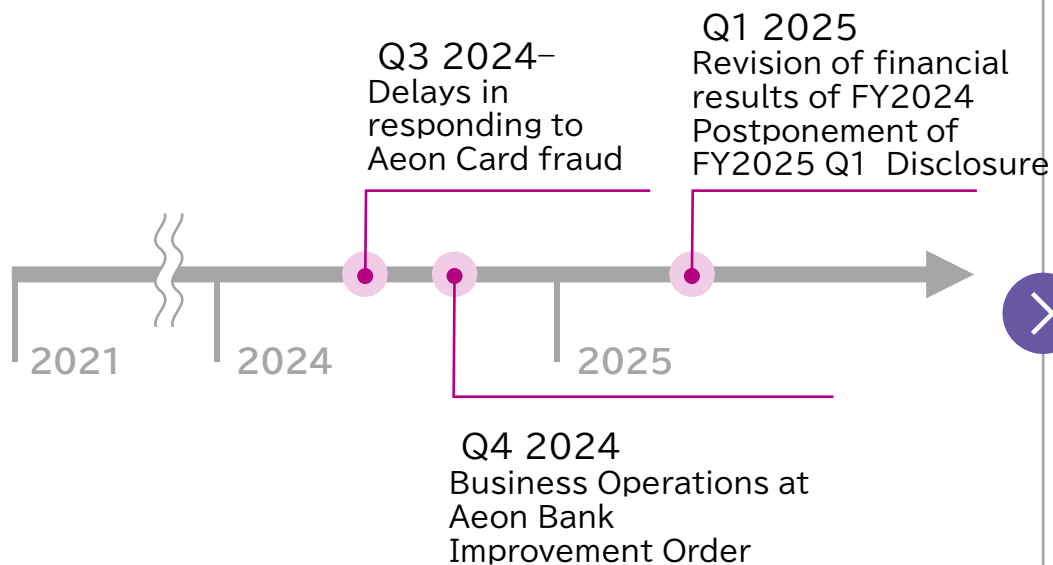 Q3 2024–
Delays in
responding to
Aeon Card fraud
Q1 2025
Revision of financial
results of FY2024
Postponement of
FY2025 Q1 Disclosure
2021
2024
2025
Q4 2024
Business Operations at
Aeon Bank
Improvement Order